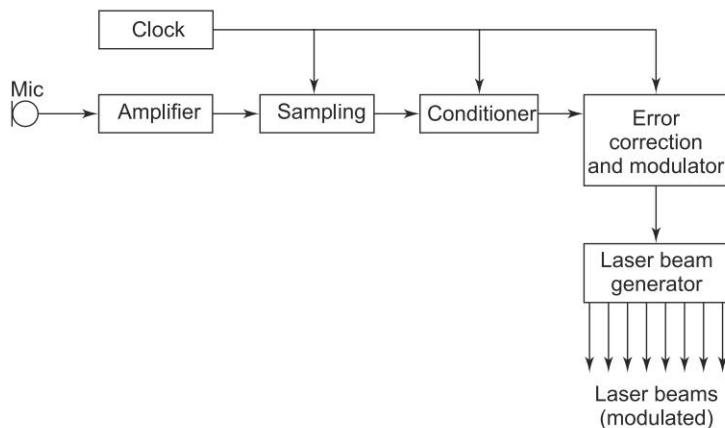 Clock
Mic
Amplifier
Sampling
Conditioner
Error
correction
and modulator
Laser beam
generator
Laser beams
(modulated)